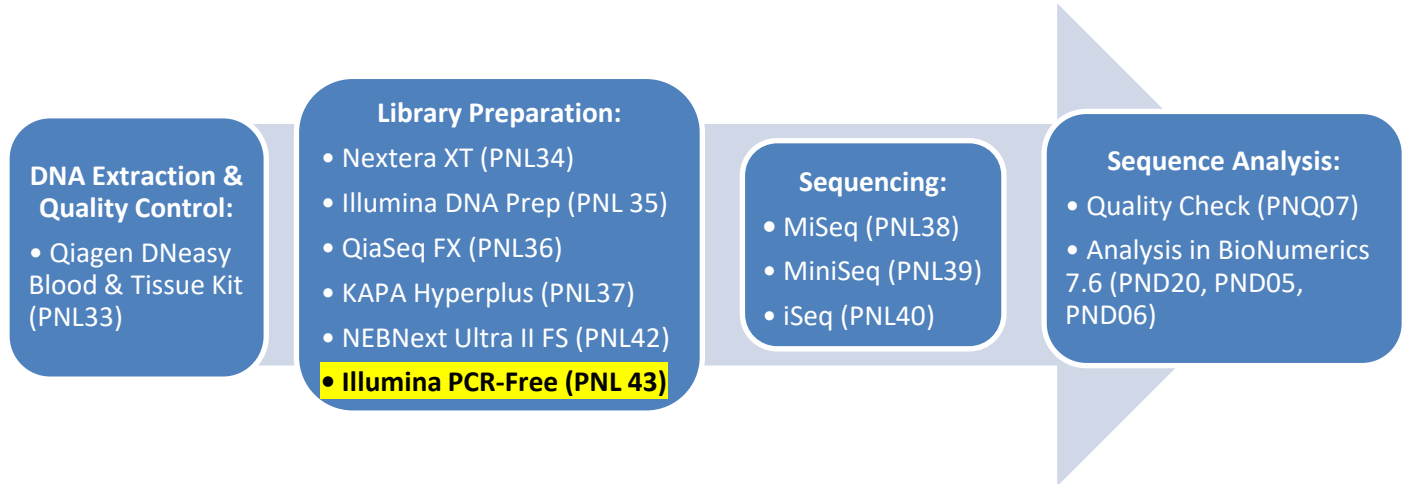 DNA Extraction &
Quality Control:
• Qiagen DNeasy
Blood & Tissue Kit
(PNL33)
Library Preparation:
• Nextera XT (PNL34)
• Illumina DNA Prep (PNL 35)
• QiaSeq FX (PNL36)
• KAPA Hyperplus (PNL37)
• NEBNext Ultra II FS (PNL42)
• Illumina PCR-Free (PNL 43)
Sequencing:
• MiSeq (PNL38)
• MiniSeq (PNL39)
• iSeq (PNL40)
Sequence Analysis:
• Quality Check (PNQ07)
• Analysis in BioNumerics
7.6 (PND20, PND05,
PND06)